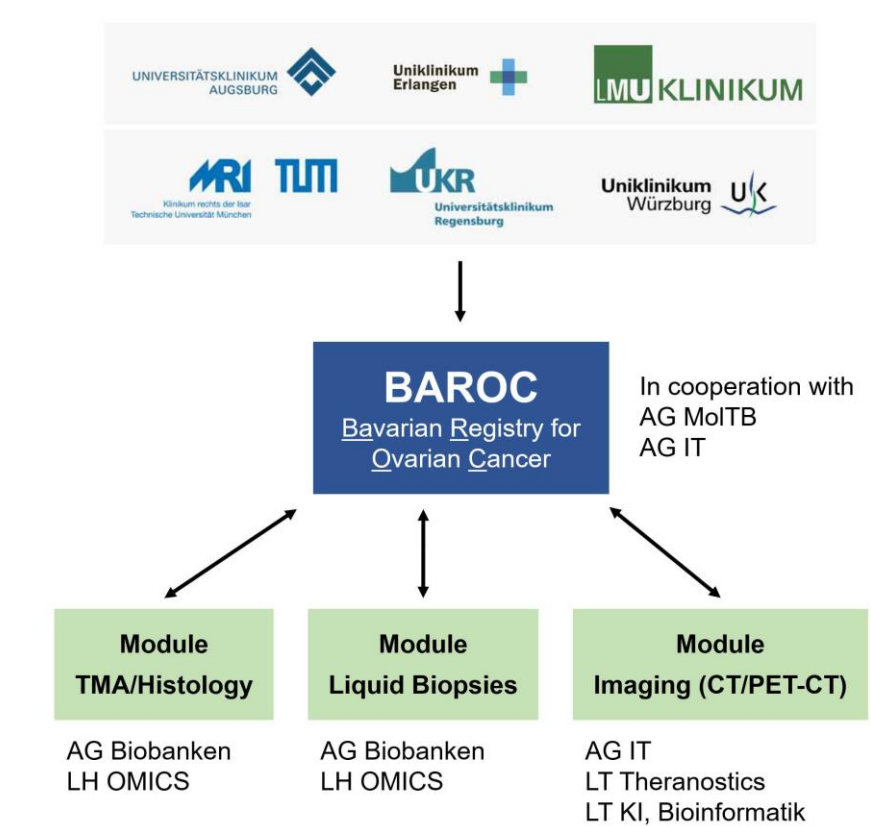 UNIVERSITÄTSKLINIKUM
AUGSBURG
Uniklinikum
Erlangen
LMU KLINIKUM
MRI TUM
Klinikum rechts der Isar
Technische Universität München
UKR
Universitätsklinikum
Regensburg
Uniklinikum
Würzburg
UK
BAROC
Bavarian Registry for
Ovarian Cancer
In cooperation with
AG MolTB
AG IT
Module
TMA/Histology
Module
Liquid Biopsies
Module
Imaging (CT/PET-CT)
AG Biobanken
LH OMICS
AG Biobanken
LH OMICS
AG IT
LT Theranostics
LT KI, Bioinformatik